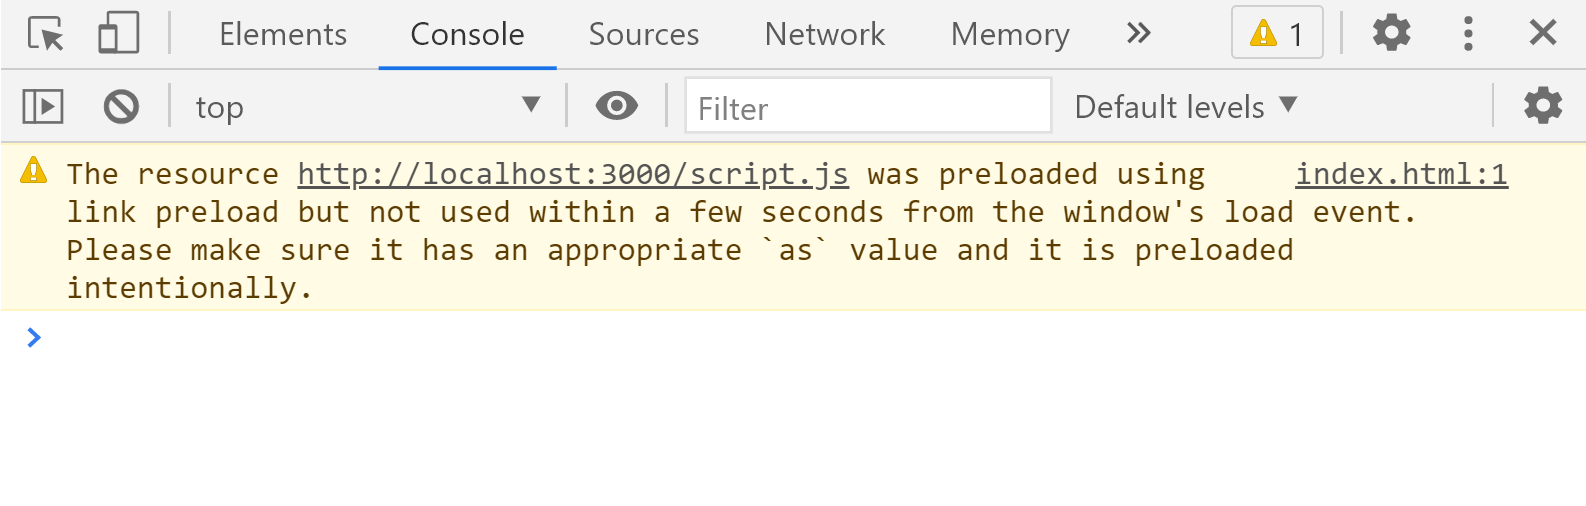 Elements Console Sources Network Memory 1
top Filter Default levels
The resource http://localhost:3000/script.js was preloaded using index.html:1
link preload but not used within a few seconds from the window's load event.
Please make sure it has an appropriate `as` value and it is preloaded
intentionally.